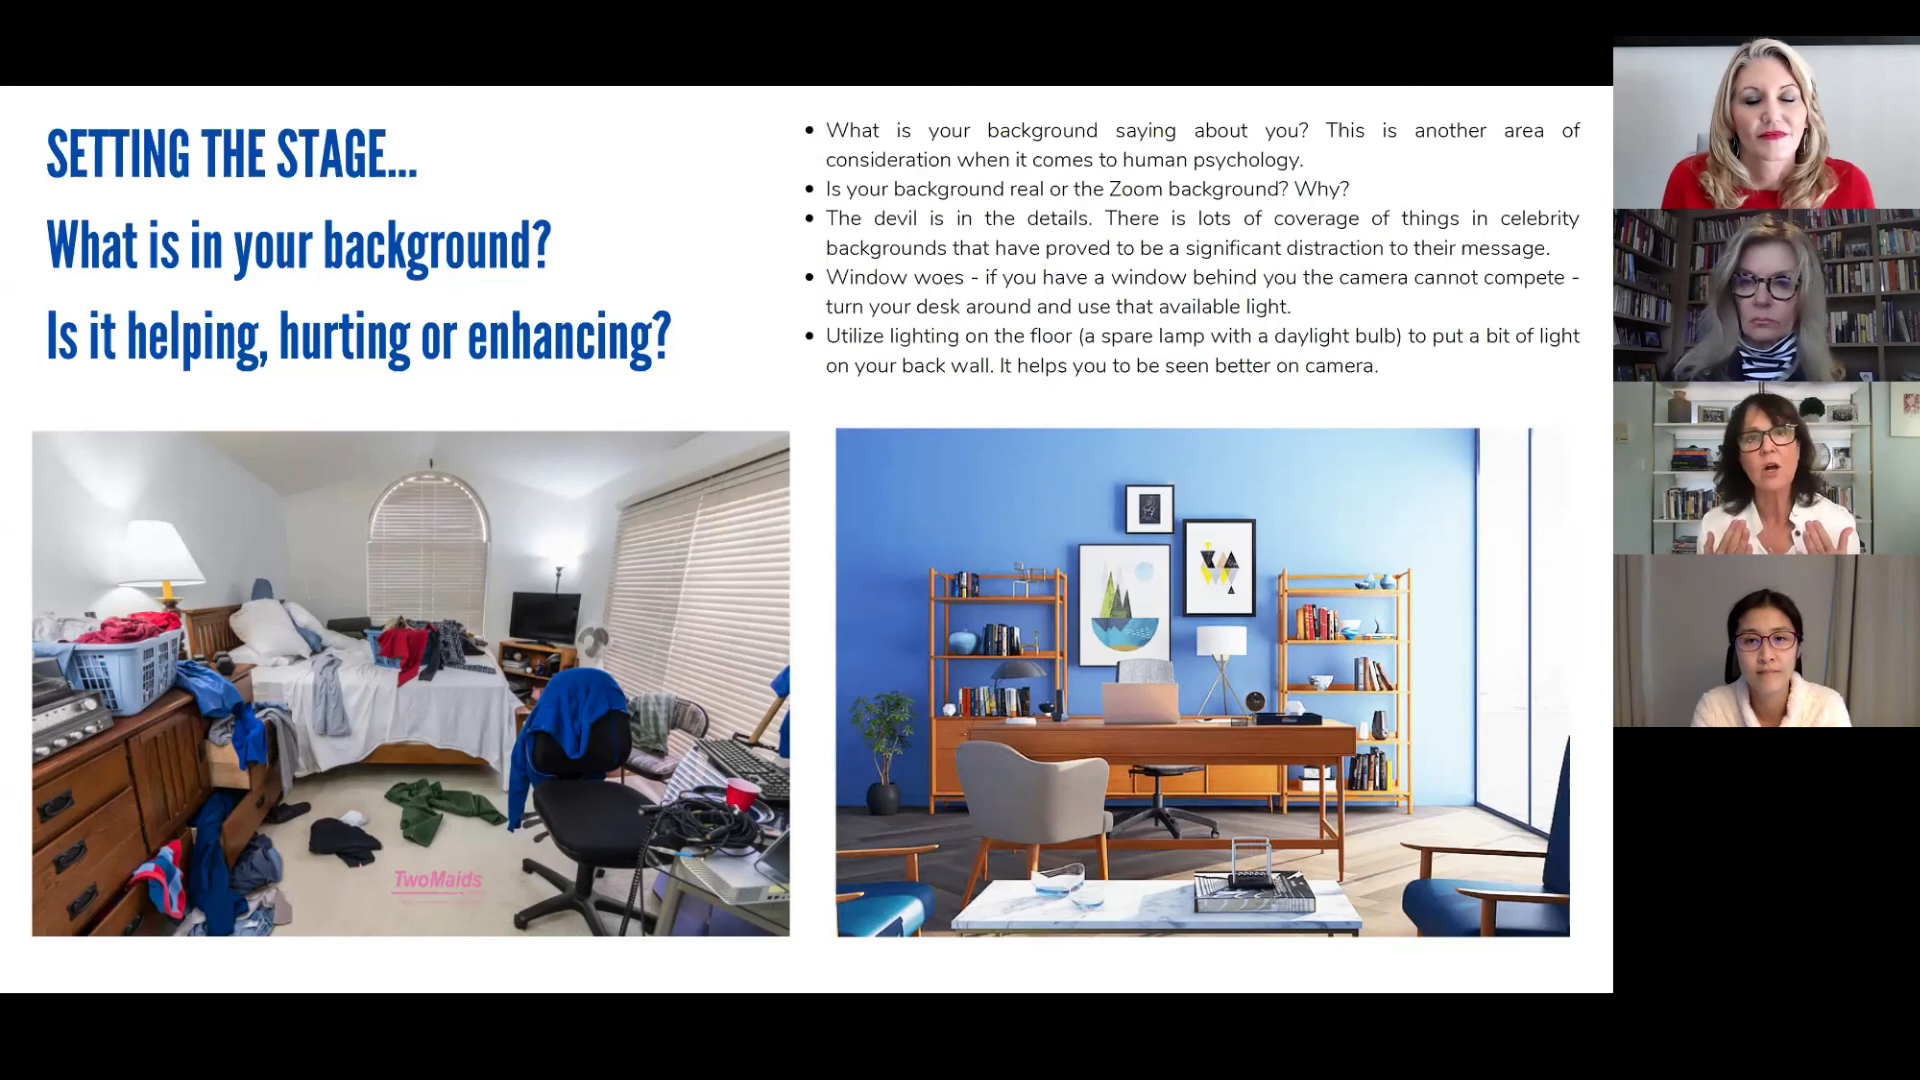 SETTING THE STAGE...
What is in your background?
Is it helping, hurting or enhancing?
• What is your background saying about you? This is another area of
consideration when it comes to human psychology.
• Is your background real or the Zoom background? Why?
• The devil is in the details. There is lots of coverage of things in celebrity
backgrounds that have proved to be a significant distraction to their message.
• Window woes - if you have a window behind you the camera cannot compete -
turn your desk around and use that available light.
• Utilize lighting on the floor (a spare lamp with a daylight bulb) to put a bit of light
on your back wall. It helps you to be seen better on camera.
TwoMaids